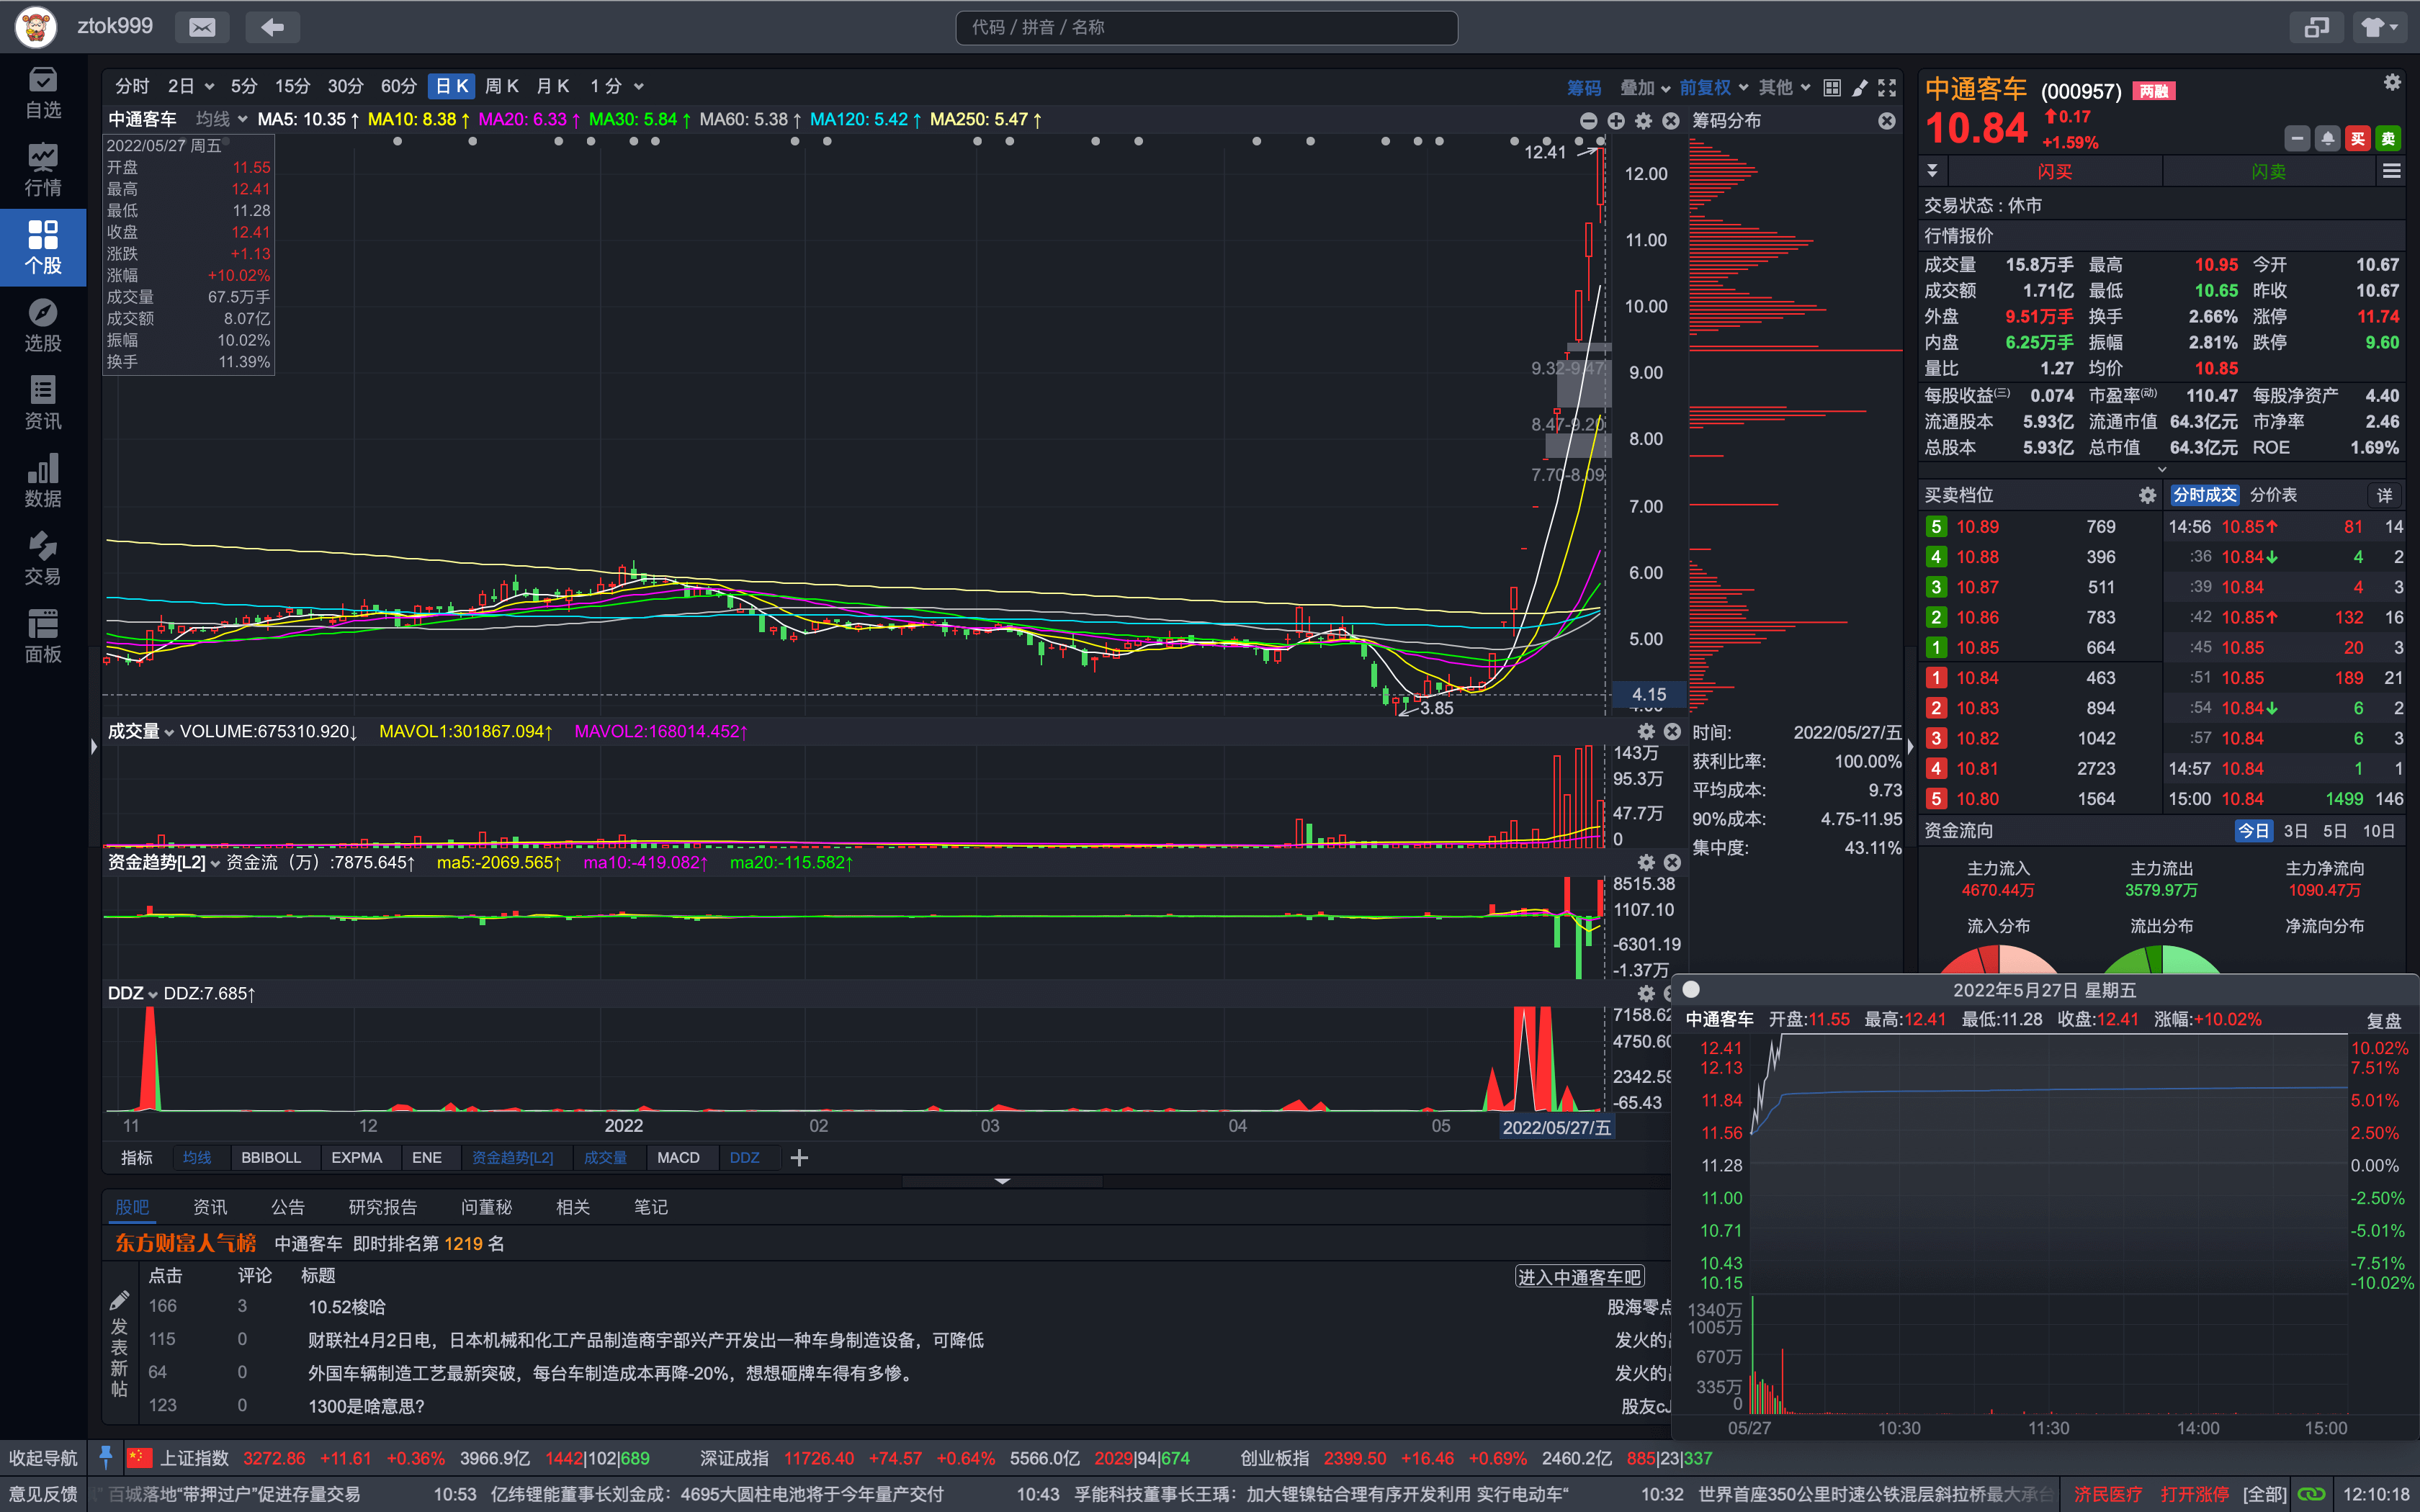 ztok999
代码 / 拼音 / 名称
自选
行情
个股
选股
资讯
数据
交易
面板
分时 2日 5分 15分 30分 60分 日K 周K 月K 1 分 筹码 叠加 前复权 其他
中通客车 均线 MA5: 10.35↑ MA10: 8.38↑ MA20: 6.33↑ MA30: 5.84↑ MA60: 5.38↑ MA120: 5.42↑ MA250: 5.47↑
2022/05/27 周五
开盘 11.55
最高 12.41
最低 11.28
收盘 12.41
涨跌 +1.13
涨幅 +10.02%
成交量 67.5万手
成交额 8.07亿
振幅 10.02%
换手 11.39%
12.41
9.32-9.47
8.47-9.20
7.70-8.09
3.85
12.00
11.00
10.00
9.00
8.00
7.00
6.00
5.00
4.15
筹码分布
时间: 2022/05/27/五
获利比率: 100.00%
平均成本: 9.73
90%成本: 4.75-11.95
集中度: 43.11%
成交量 VOLUME:675310.920↓ MAVOL1:301867.094↑ MAVOL2:168014.452↑
143万
95.3万
47.7万
0
资金趋势[L2] 资金流（万）:7875.645↑ ma5:-2069.565↑ ma10:-419.082↑ ma20:-115.582↑
8515.38
1107.10
-6301.19
-1.37万
DDZ DDZ:7.685↑
7158.62
4750.60
2342.59
-65.43
11 12 2022 02 03 04 05 2022/05/27/五
指标 均线 BBIBOLL EXPMA ENE 资金趋势[L2] 成交量 MACD DDZ
股吧 资讯 公告 研究报告 问董秘 相关 笔记
东方财富人气榜 中通客车 即时排名第 1219 名
点击 评论 标题 进入中通客车吧
发表新帖
166 3 10.52梭哈 股海零点
115 0 财联社4月2日电，日本机械和化工产品制造商宇部兴产开发出一种车身制造设备，可降低 发火的
64 0 外国车辆制造工艺最新突破，每台车制造成本再降-20%，想想砸牌车得有多惨。 发火的
123 0 1300是啥意思? 股友cJ
中通客车 (000957) 两融
10.84 0.17
+1.59%
买 卖
闪买 闪卖
交易状态 : 休市
行情报价
成交量 15.8万手 最高 10.95 今开 10.67
成交额 1.71亿 最低 10.65 昨收 10.67
外盘 9.51万手 换手 2.66% 涨停 11.74
内盘 6.25万手 振幅 2.81% 跌停 9.60
量比 1.27 均价 10.85
每股收益(三) 0.074 市盈率(动) 110.47 每股净资产 4.40
流通股本 5.93亿 流通市值 64.3亿元 市净率 2.46
总股本 5.93亿 总市值 64.3亿元 ROE 1.69%
买卖档位 分时成交 分价表 详
5 10.89 769
4 10.88 396
3 10.87 511
2 10.86 783
1 10.85 664
1 10.84 463
2 10.83 894
3 10.82 1042
4 10.81 2723
5 10.80 1564
14:56 10.85↑ 81 14
:36 10.84↓ 4 2
:39 10.84 4 3
:42 10.85↑ 132 16
:45 10.85 20 3
:51 10.85 189 21
:54 10.84↓ 6 2
:57 10.84 6 3
14:57 10.84 1 1
15:00 10.84 1499 146
资金流向 今日 3日 5日 10日
主力流入 主力流出 主力净流向
4670.44万 3579.97万 1090.47万
流入分布 流出分布 净流向分布
2022年5月27日 星期五
中通客车 开盘:11.55 最高:12.41 最低:11.28 收盘:12.41 涨幅:+10.02% 复盘
12.41 10.02%
12.13 7.51%
11.84 5.01%
11.56 2.50%
11.28 0.00%
11.00 -2.50%
10.71 -5.01%
10.43 -7.51%
10.15 -10.02%
1340万
1005万
670万
335万
0
05/27 10:30 11:30 14:00 15:00
收起导航 上证指数 3272.86 +11.61 +0.36% 3966.9亿 1442|102|689 深证成指 11726.40 +74.57 +0.64% 5566.0亿 2029|94|674 创业板指 2399.50 +16.46 +0.69% 2460.2亿 885|23|337
意见反馈 百城落地“带押过户”促进存量交易 10:53 亿纬锂能董事长刘金成：4695大圆柱电池将于今年量产交付 10:43 孚能科技董事长王瑀：加大锂镍钴合理有序开发利用 实行电动车“ 10:32 世界首座350公里时速公铁混层斜拉桥最大承台 济民医疗 打开涨停 [全部] 12:10:18